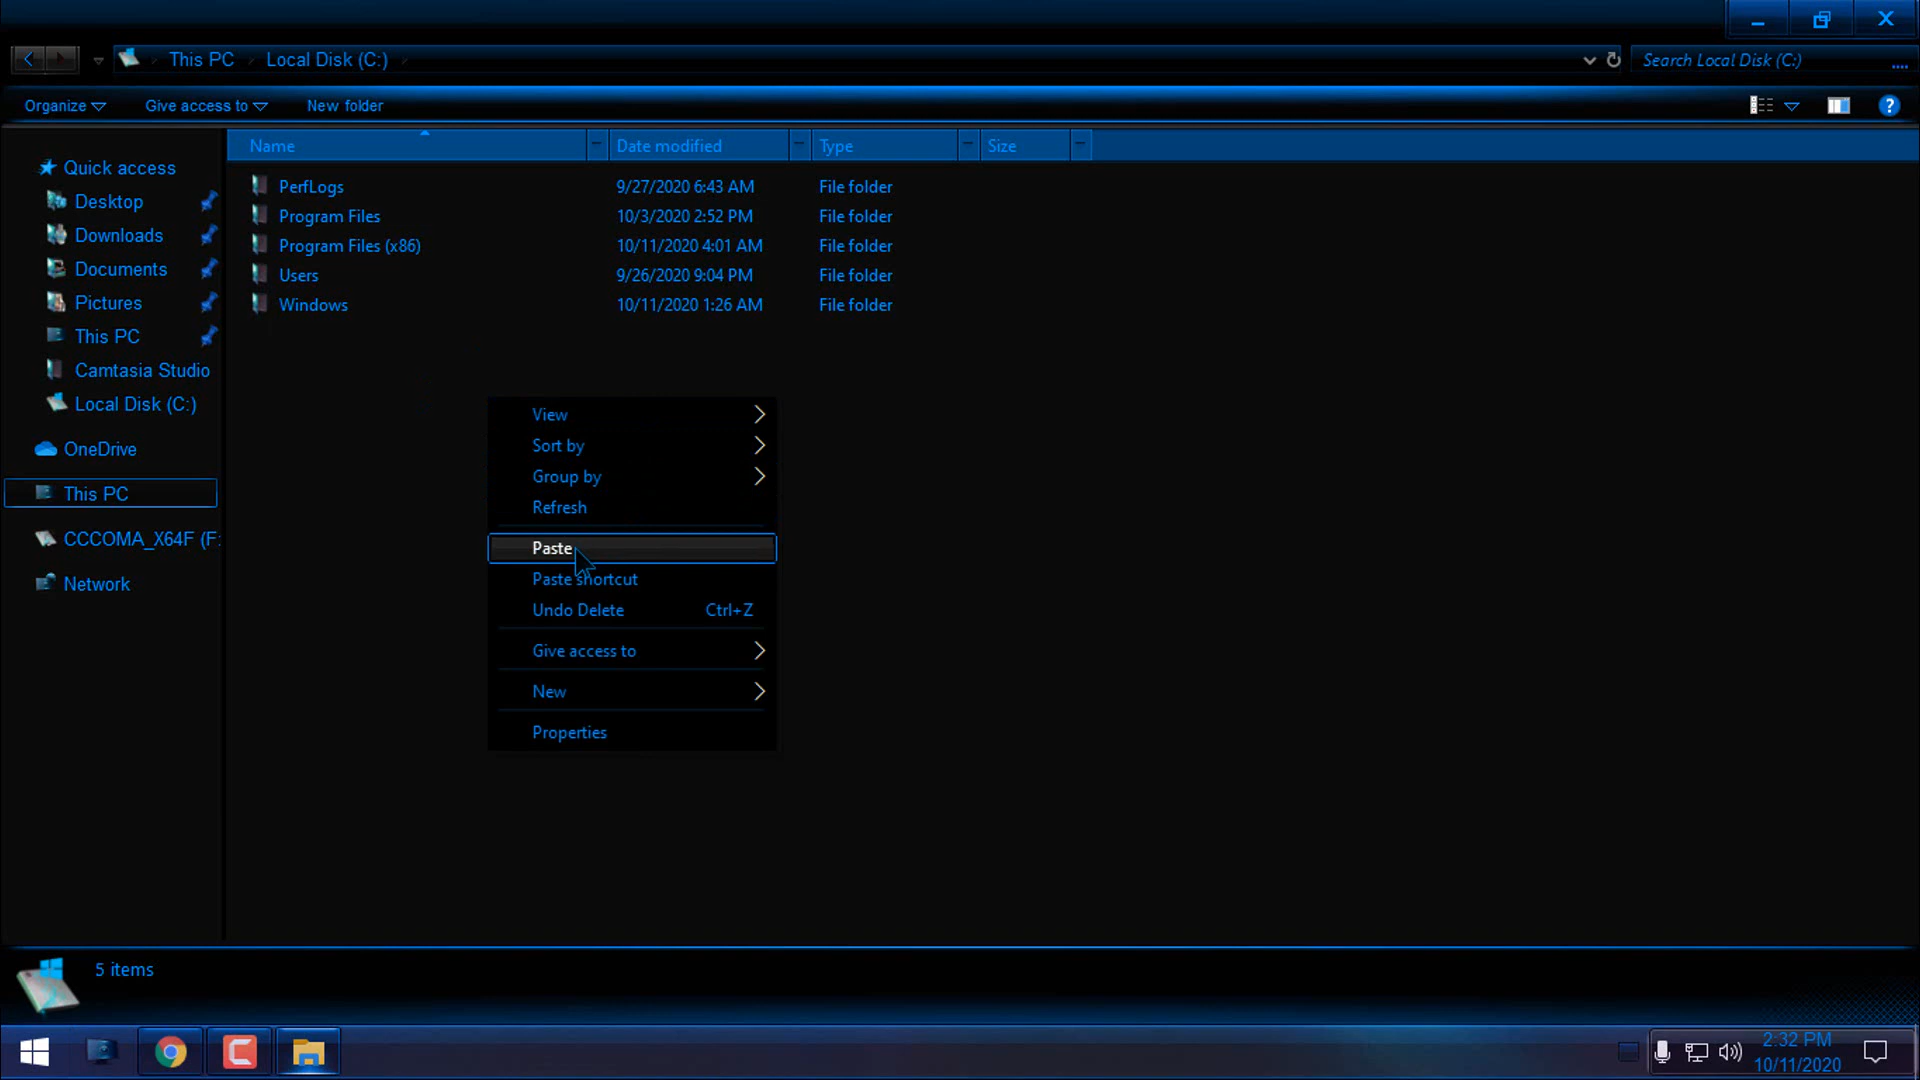 This PC
Local Disk (C:)
Search Local Disk (C:)
....
Organize
Give access to
New folder
?
Name
Date modified
Type
Size
Quick access
Desktop
Downloads
Documents
Pictures
This PC
Camtasia Studio
Local Disk (C:)
OneDrive
This PC
CCCOMA_X64F (F:
Network
PerfLogs 9/27/2020 6:43 AM File folder
Program Files 10/3/2020 2:52 PM File folder
Program Files (x86) 10/11/2020 4:01 AM File folder
Users 9/26/2020 9:04 PM File folder
Windows 10/11/2020 1:26 AM File folder
View
Sort by
Group by
Refresh
Paste
Paste shortcut
Undo Delete Ctrl+Z
Give access to
New
Properties
5 items
2:32 PM
10/11/2020